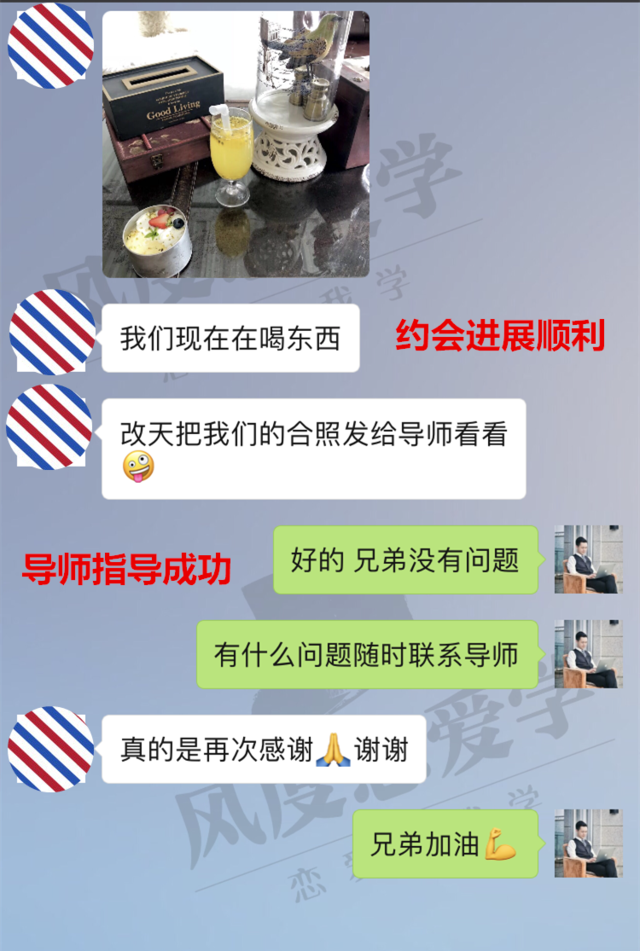 Good Living
我们现在在喝东西
约会进展顺利
改天把我们的合照发给导师看看
🤪
好的 兄弟没有问题
导师指导成功
有什么问题随时联系导师
真的是再次感谢🙏谢谢
风度恋爱学
兄弟加油💪